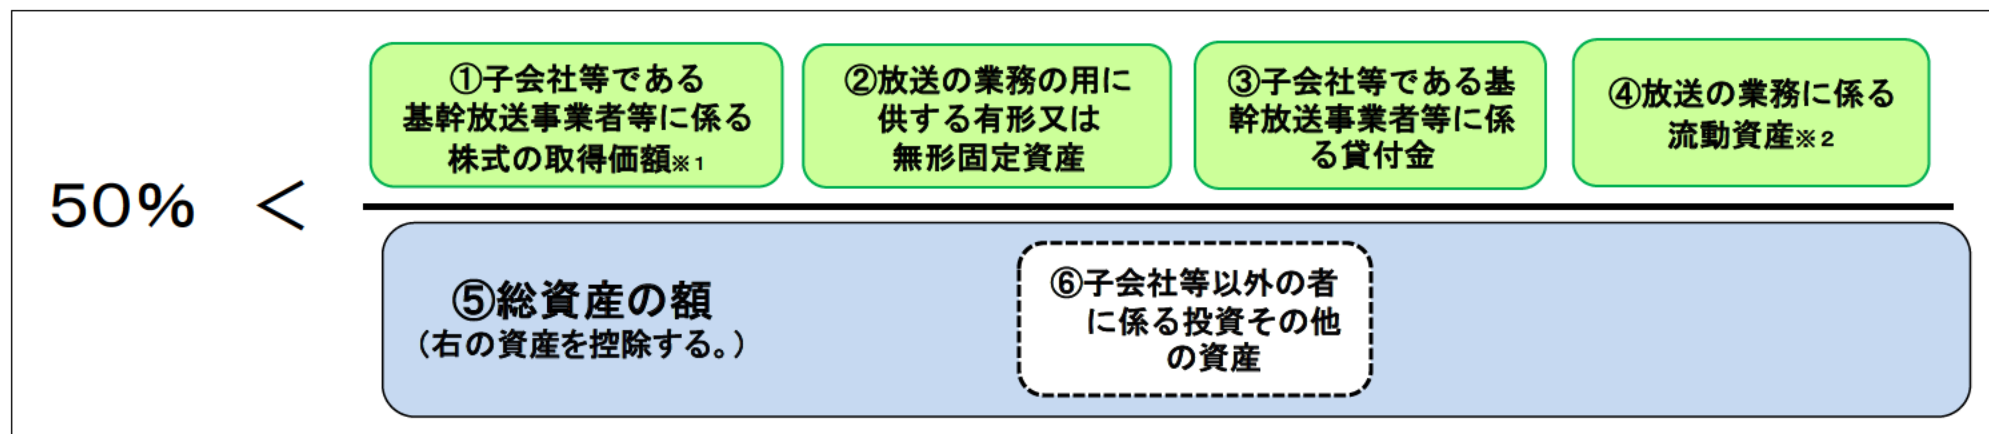 ①子会社等である
基幹放送事業者等に係る
株式の取得価額※1
②放送の業務の用に
供する有形又は
無形固定資産
③子会社等である基
幹放送事業者等に係
る貸付金
④放送の業務に係る
流動資産※2
50% <
⑤総資産の額
(右の資産を控除する。)
⑥子会社等以外の者
に係る投資その他
の資産